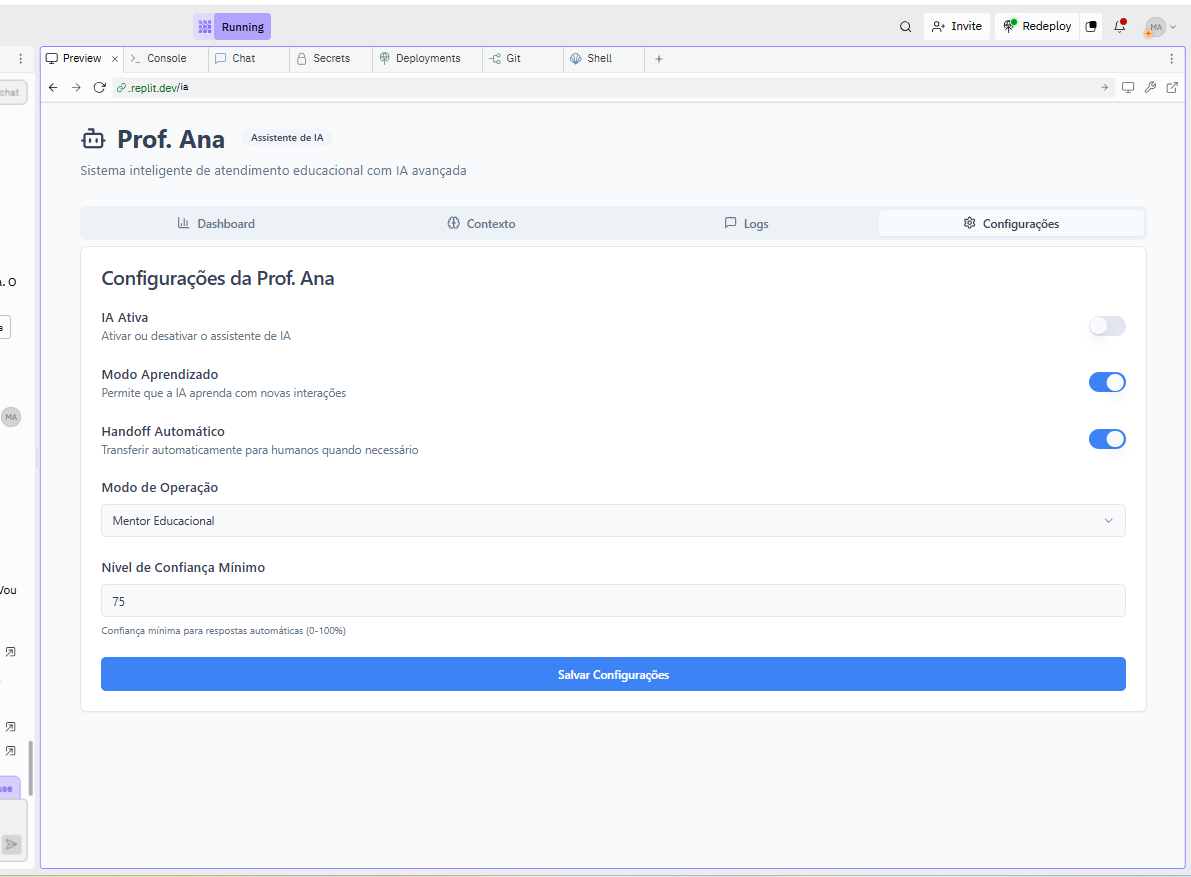 Running
Invite
Redeploy
MA
Preview
Console
Chat
Secrets
Deployments
Git
Shell
chat
.replit.dev/ia
Prof. Ana
Assistente de IA
Sistema inteligente de atendimento educacional com IA avançada
Dashboard
Contexto
Logs
Configurações
Configurações da Prof. Ana
. O
IA Ativa
Ativar ou desativar o assistente de IA
s
Modo Aprendizado
Permite que a IA aprenda com novas interações
MA
Handoff Automático
Transferir automaticamente para humanos quando necessário
Modo de Operação
Mentor Educacional
Nível de Confiança Mínimo
Vou
75
Confiança mínima para respostas automáticas (0-100%)
Salvar Configurações
use